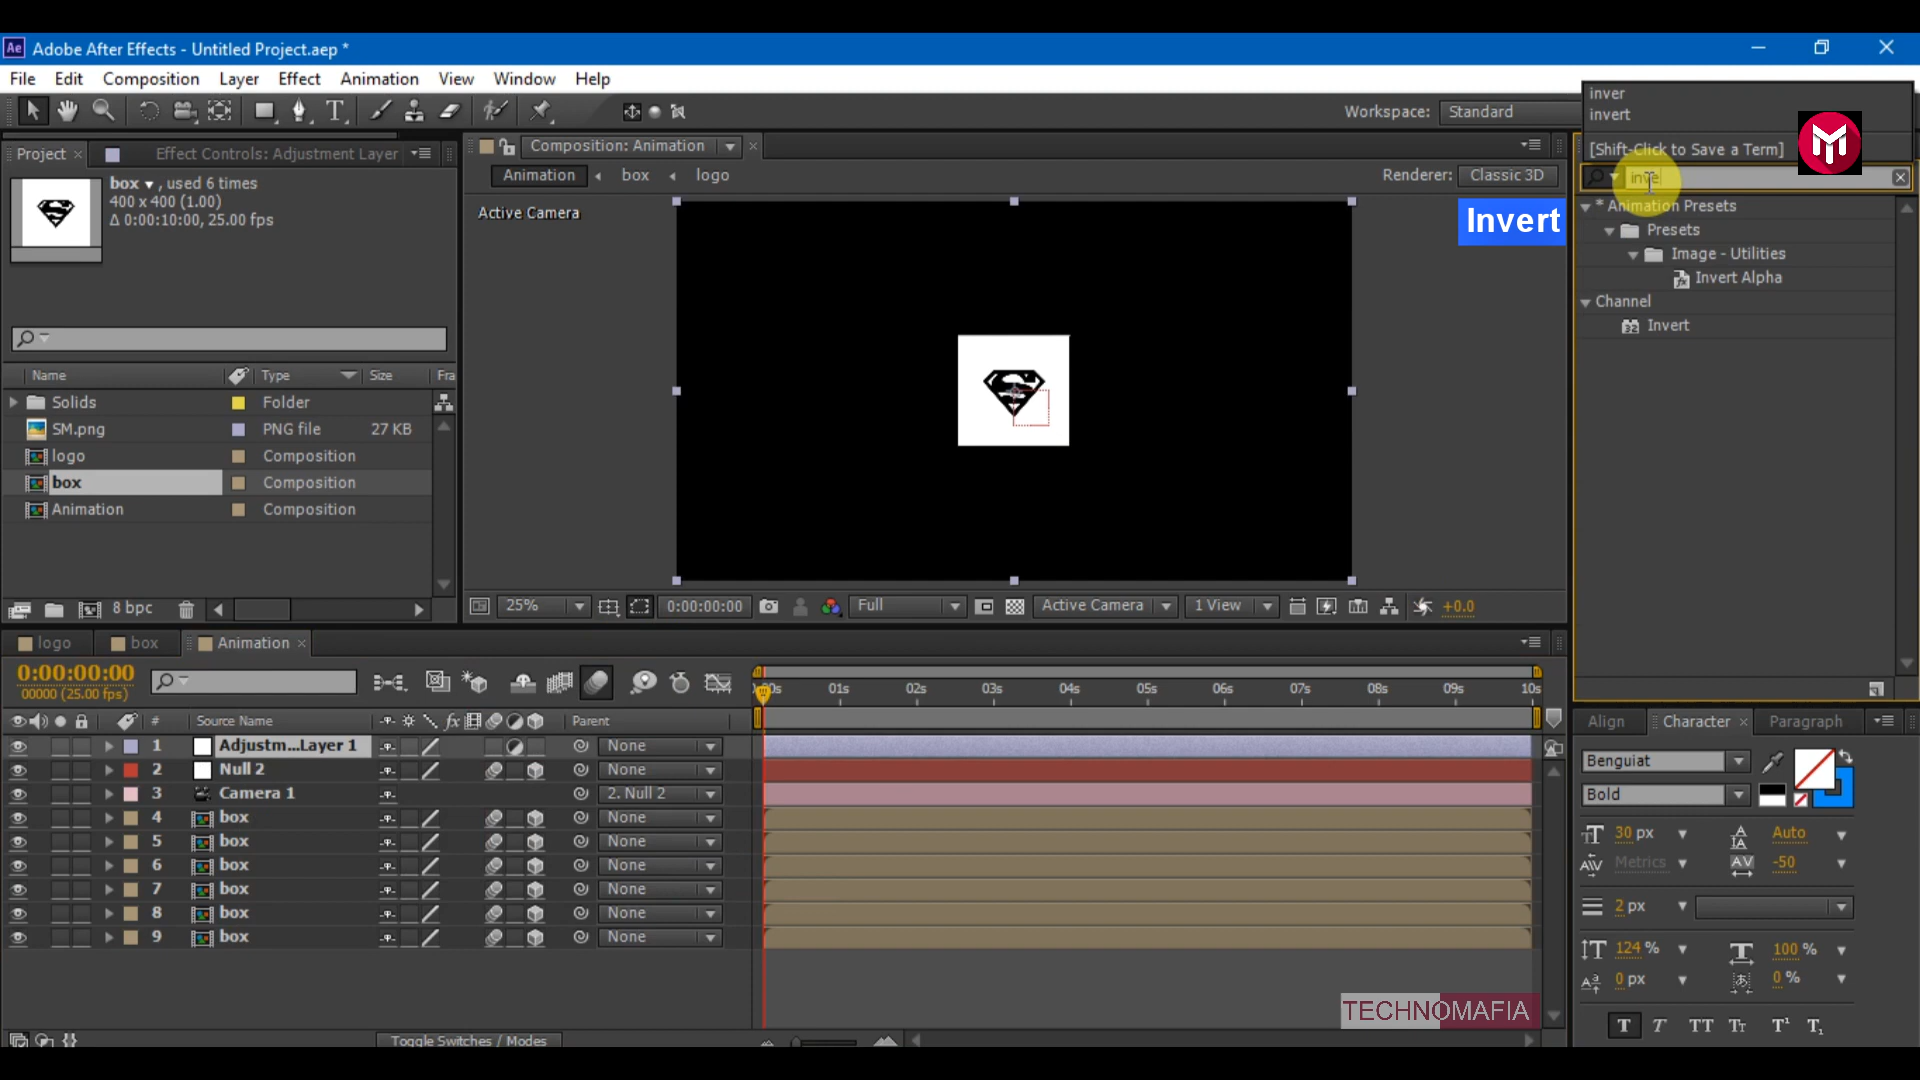 Ae Adobe After Effects - Untitled Project.aep *
File Edit Composition Layer Effect Animation View Window Help
Workspace: Standard
inver
invert
[Shift-Click to Save a Term]
inve
Project × Effect Controls: Adjustment Layer
Composition: Animation ×
Animation box logo
Renderer: Classic 3D
Active Camera
Invert
box , used 6 times
400 x 400 (1.00)
Δ 0:00:10:00, 25.00 fps
* Animation Presets
Presets
Image - Utilities
Invert Alpha
Channel
32 Invert
Name Type Size Fra
Solids Folder
SM.png PNG file 27 KB
logo Composition
box Composition
Animation Composition
8 bpc
25% 0:00:00:00 Full Active Camera 1 View +0.0
logo box Animation ×
0:00:00:00
00000 (25.00 fps)
00s 01s 02s 03s 04s 05s 06s 07s 08s 09s 10s
# Source Name fx Parent
1 Adjustm...Layer 1 None
2 Null 2 None
3 Camera 1 2. Null 2
4 box None
5 box None
6 box None
7 box None
8 box None
9 box None
Toggle Switches / Modes
Align Character × Paragraph
Benguiat
Bold
30 px Auto
Metrics -50
2 px
124 % 100 %
0 px 0 %
T T TT Tt T¹ T₁
TECHNOMAFIA